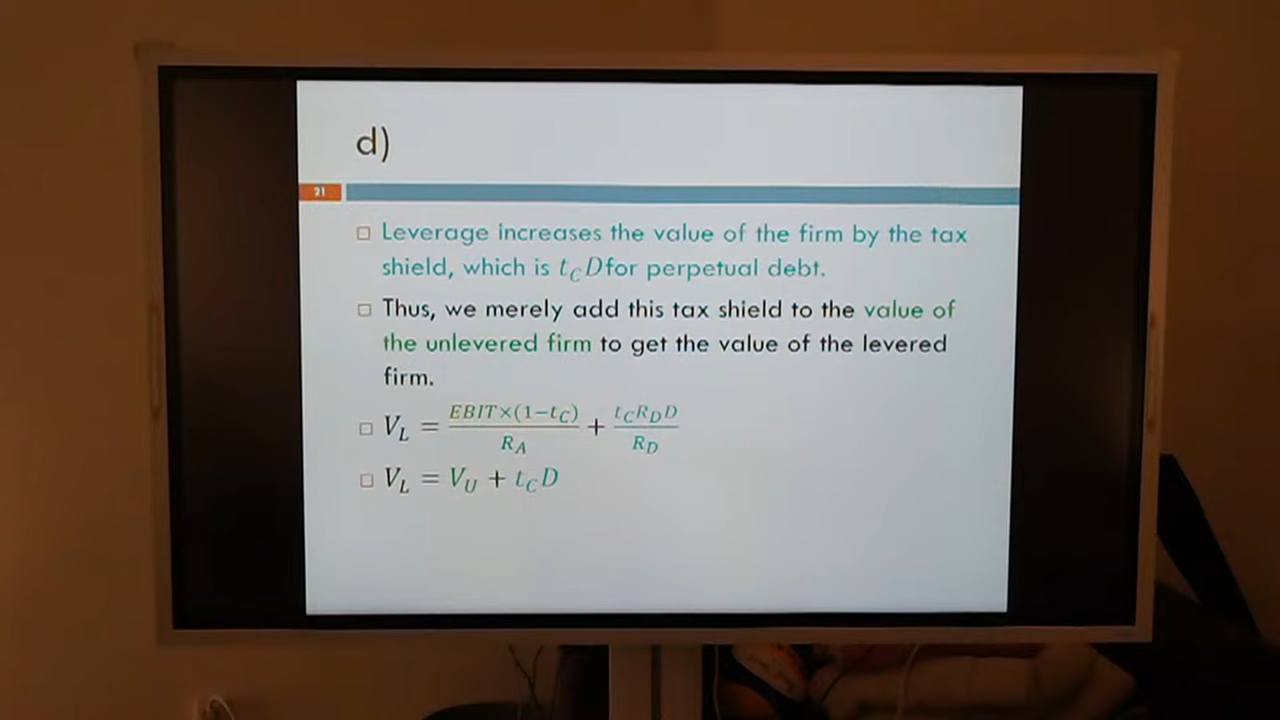 d)
21
□ Leverage increases the value of the firm by the tax
shield, which is t_C D for perpetual debt.
□ Thus, we merely add this tax shield to the value of
the unlevered firm to get the value of the levered
firm.
□ V_L = EBIT×(1−t_C)/R_A + t_C R_D D/R_D
□ V_L = V_U + t_C D